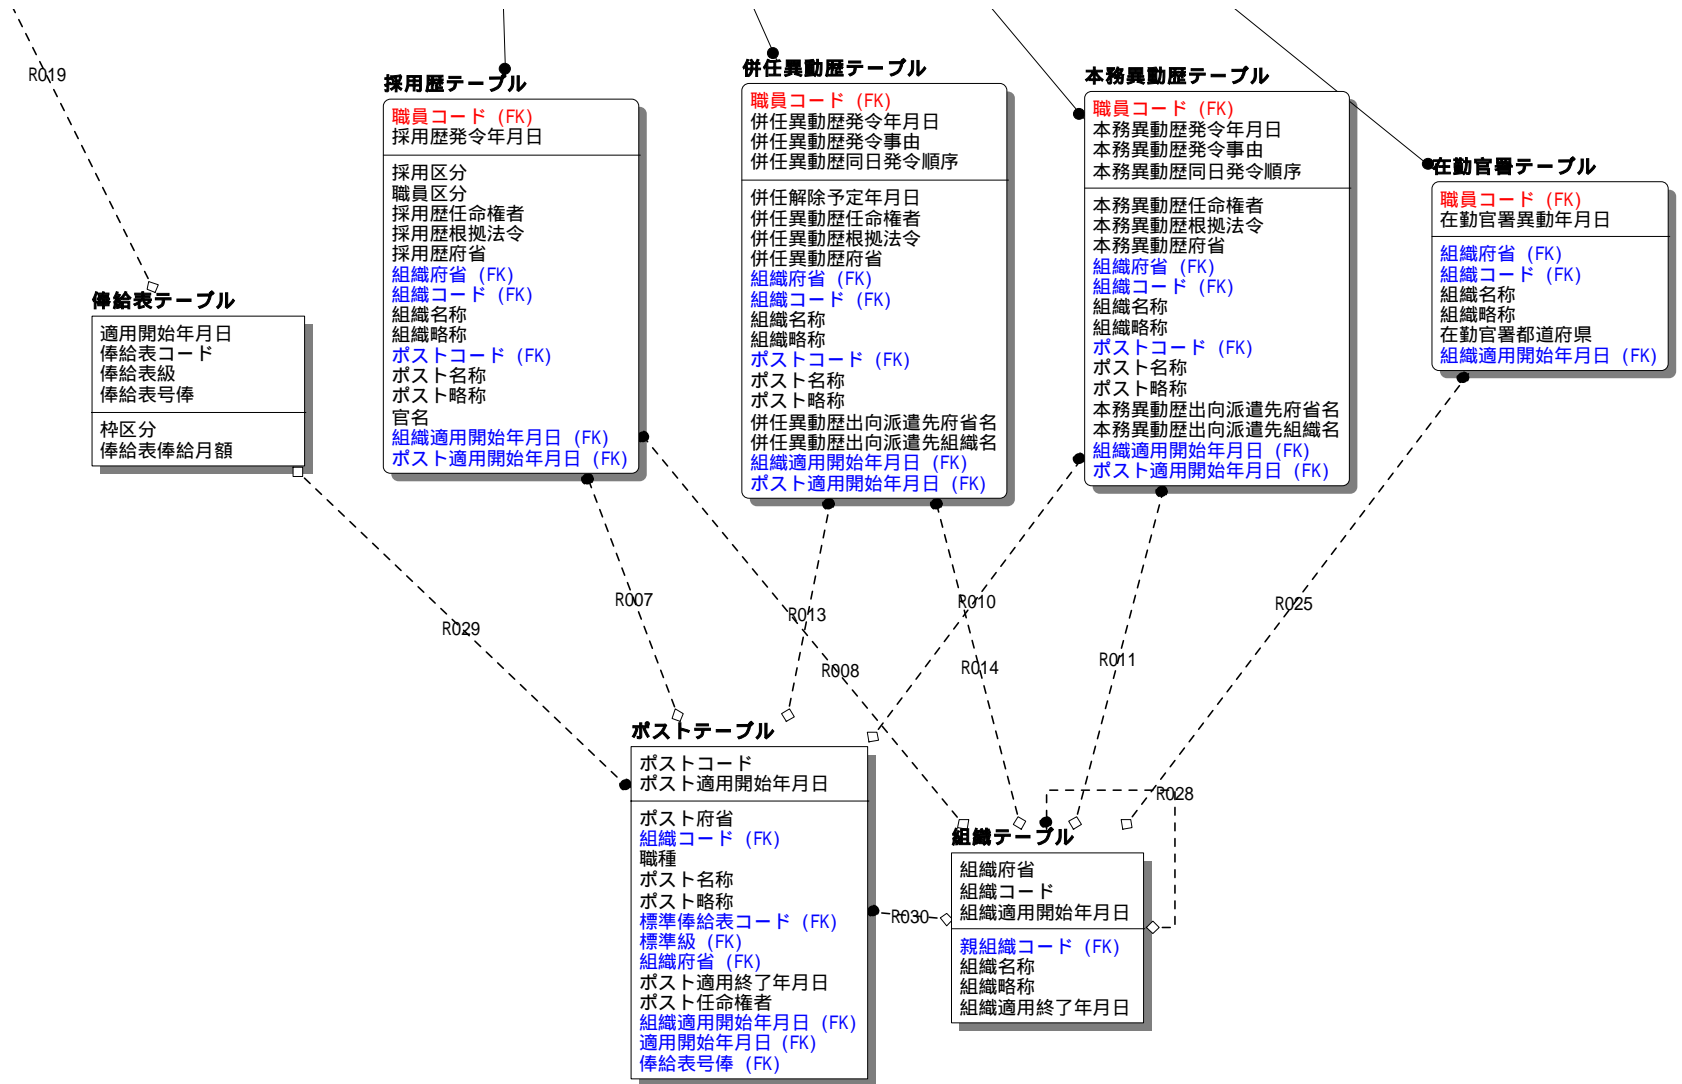 R019
採用歴テーブル
職員コード (FK)
採用歴発令年月日
採用区分
職員区分
採用歴任命権者
採用歴根拠法令
採用歴府省
組織府省 (FK)
組織コード (FK)
組織名称
組織略称
ポストコード (FK)
ポスト名称
ポスト略称
官名
組織適用開始年月日 (FK)
ポスト適用開始年月日 (FK)
併任異動歴テーブル
職員コード (FK)
併任異動歴発令年月日
併任異動歴発令事由
併任異動歴同日発令順序
併任解除予定年月日
併任異動歴任命権者
併任異動歴根拠法令
併任異動歴府省
組織府省 (FK)
組織コード (FK)
組織名称
組織略称
ポストコード (FK)
ポスト名称
ポスト略称
併任異動歴出向派遣先府省名
併任異動歴出向派遣先組織名
組織適用開始年月日 (FK)
ポスト適用開始年月日 (FK)
本務異動歴テーブル
職員コード (FK)
本務異動歴発令年月日
本務異動歴発令事由
本務異動歴同日発令順序
本務異動歴任命権者
本務異動歴根拠法令
本務異動歴府省
組織府省 (FK)
組織コード (FK)
組織名称
組織略称
ポストコード (FK)
ポスト名称
ポスト略称
本務異動歴出向派遣先府省名
本務異動歴出向派遣先組織名
組織適用開始年月日 (FK)
ポスト適用開始年月日 (FK)
在勤官署テーブル
職員コード (FK)
在勤官署異動年月日
組織府省 (FK)
組織コード (FK)
組織名称
組織略称
在勤官署都道府県
組織適用開始年月日 (FK)
俸給表テーブル
適用開始年月日
俸給表コード
俸給表級
俸給表号俸
枠区分
俸給表俸給月額
R029
R007
R013
R008
R010
R014
R011
R025
R028
R030
ポストテーブル
ポストコード
ポスト適用開始年月日
ポスト府省
組織コード (FK)
職種
ポスト名称
ポスト略称
標準俸給表コード (FK)
標準級 (FK)
組織府省 (FK)
ポスト適用終了年月日
ポスト任命権者
組織適用開始年月日 (FK)
適用開始年月日 (FK)
俸給表号俸 (FK)
組織テーブル
組織府省
組織コード
組織適用開始年月日
親組織コード (FK)
組織名称
組織略称
組織適用終了年月日